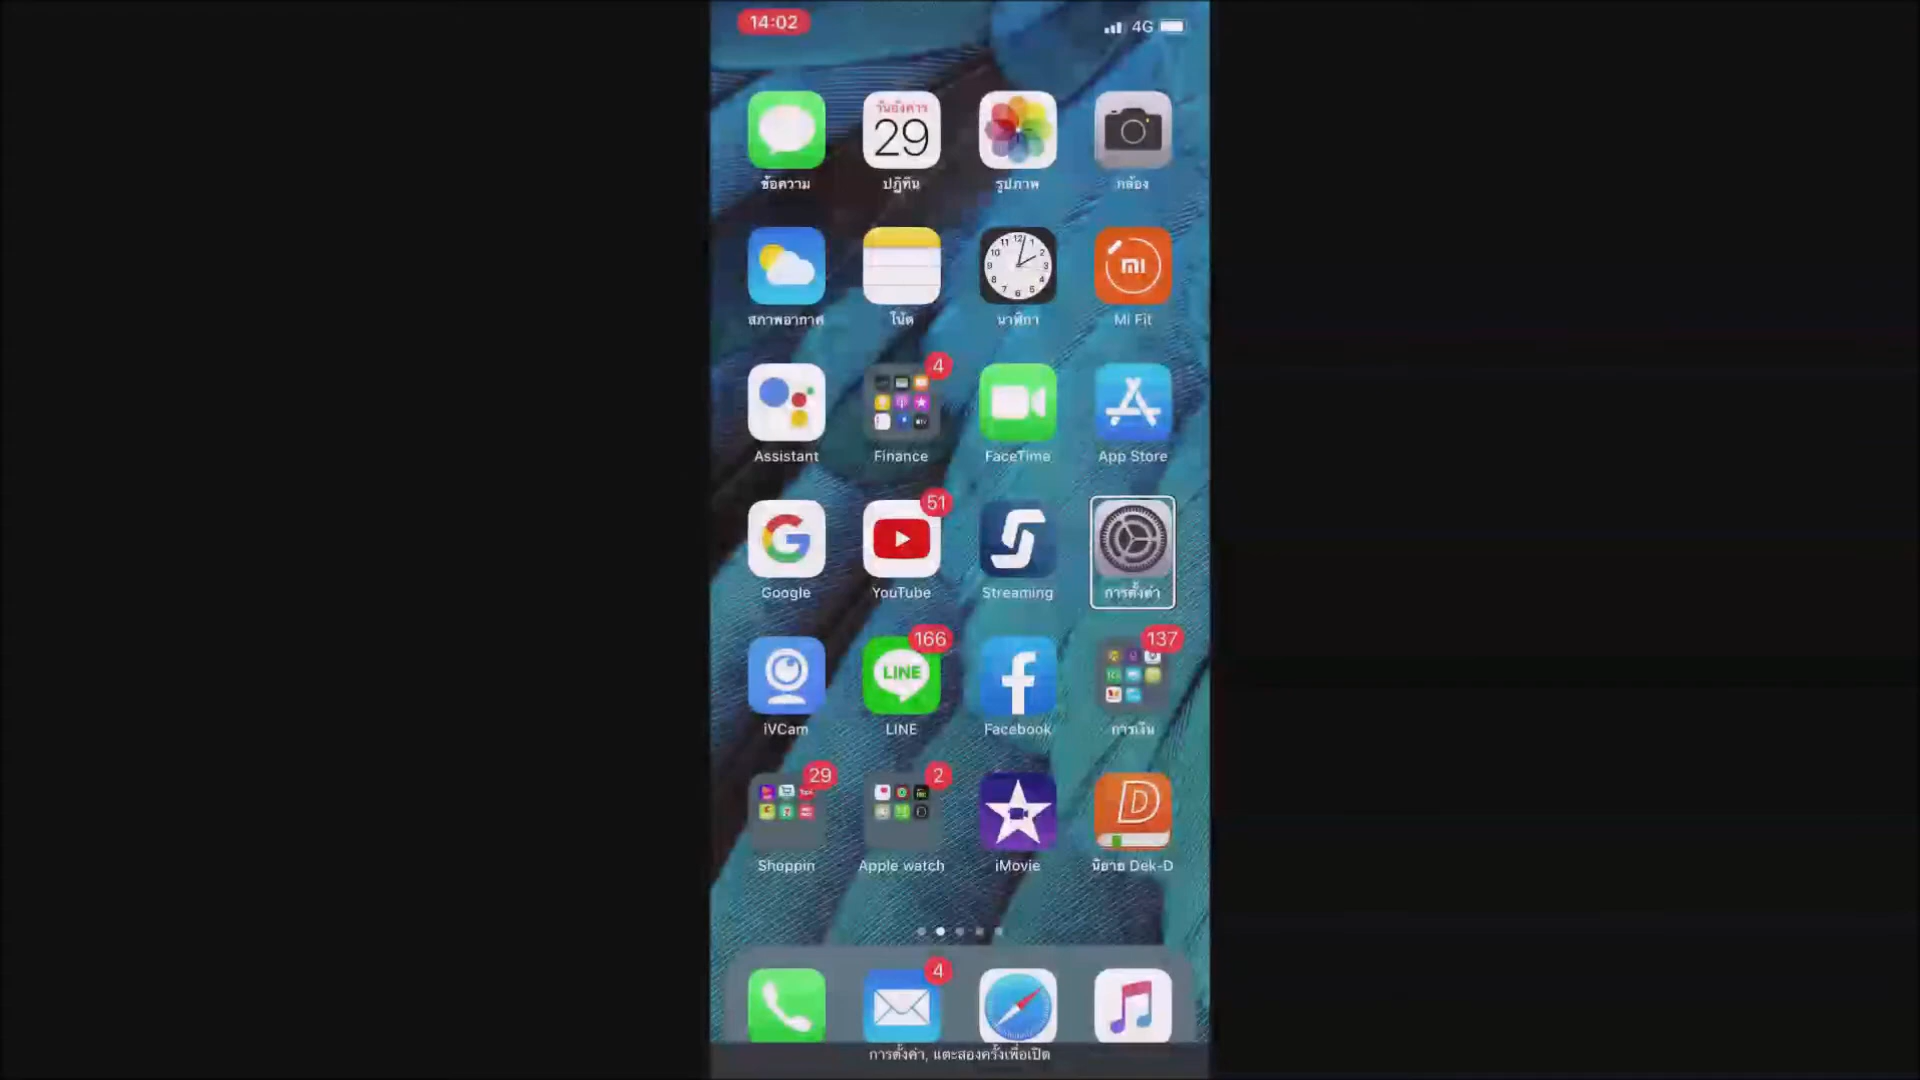 14:02 4G
วันอังคาร
29
ข้อความ ปฏิทิน รูปภาพ กล้อง
สภาพอากาศ โน้ต นาฬิกา Mi Fit
4
Assistant Finance FaceTime App Store
51
Google YouTube Streaming การตั้งค่า
166 137
LINE
iVCam LINE Facebook การเงิน
29 2
Shoppin Apple watch iMovie นิยาย Dek-D
4
การตั้งค่า, แตะสองครั้งเพื่อเปิด